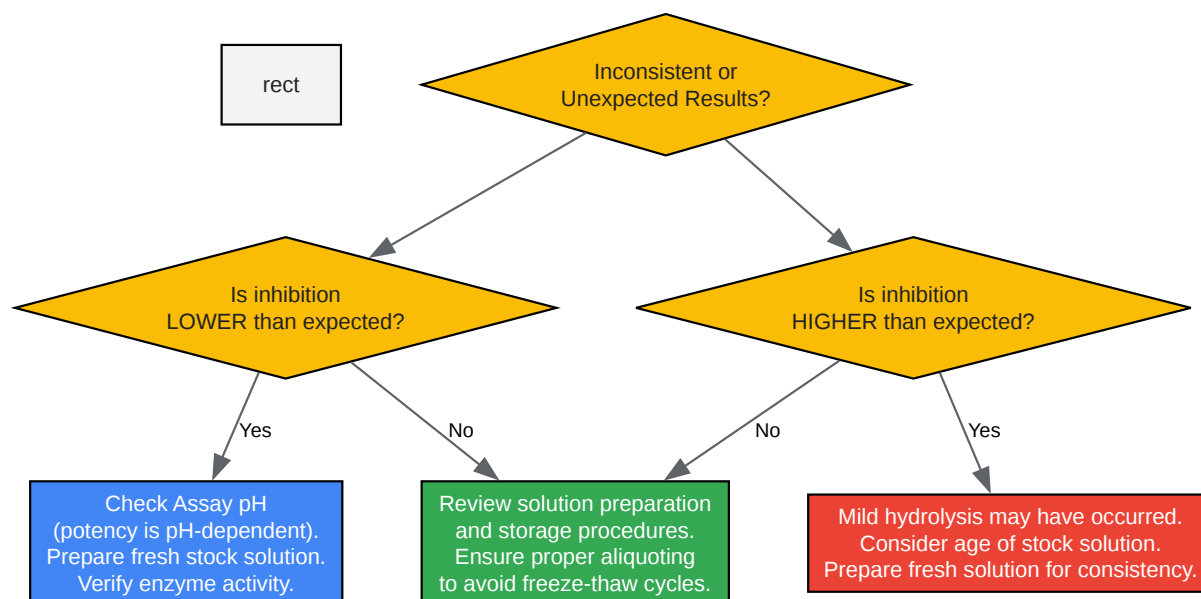 rect
Inconsistent or
Unexpected Results?
Is inhibition
LOWER than expected?
Is inhibition
HIGHER than expected?
Yes
No
No
Yes
Check Assay pH
(potency is pH-dependent).
Prepare fresh stock solution.
Verify enzyme activity.
Review solution preparation
and storage procedures.
Ensure proper aliquoting
to avoid freeze-thaw cycles.
Mild hydrolysis may have occurred.
Consider age of stock solution.
Prepare fresh solution for consistency.